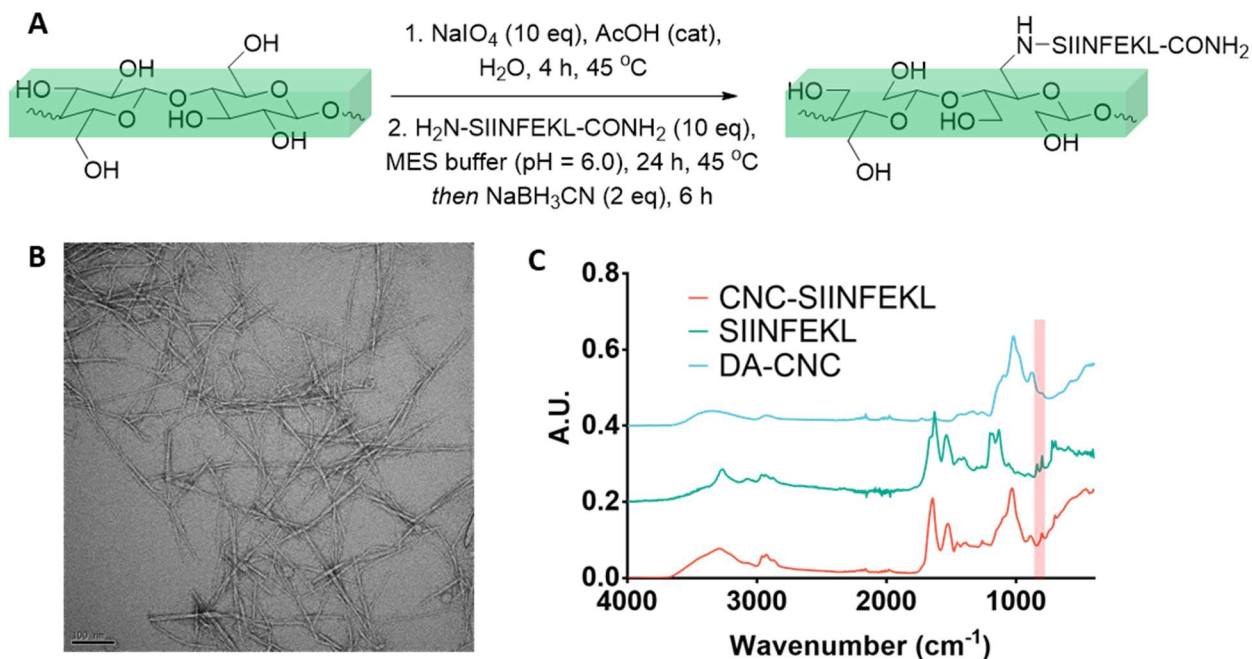 A
OH
OH
HO
O
O
O
O
HO
OH
OH
1. NaIO₄ (10 eq), AcOH (cat),
H₂O, 4 h, 45 °C
2. H₂N-SIINFEKL-CONH₂ (10 eq),
MES buffer (pH = 6.0), 24 h, 45 °C
then NaBH₃CN (2 eq), 6 h
H
N-SIINFEKL-CONH₂
OH
HO
O
O
O
O
HO
OH
OH
B
100 nm
C
CNC-SIINFEKL
SIINFEKL
DA-CNC
A.U.
0.8
0.6
0.4
0.2
0.0
4000 3000 2000 1000
Wavenumber (cm⁻¹)